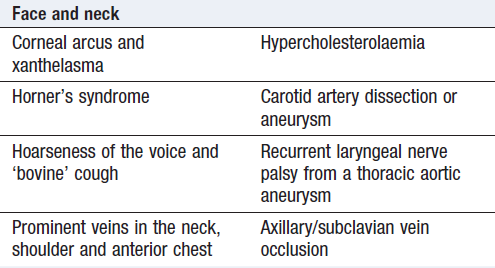 Face and neck
Corneal arcus and
xanthelasma
Hypercholesterolaemia
Horner’s syndrome
Carotid artery dissection or
aneurysm
Hoarseness of the voice and
‘bovine’ cough
Recurrent laryngeal nerve
palsy from a thoracic aortic
aneurysm
Prominent veins in the neck,
shoulder and anterior chest
Axillary/subclavian vein
occlusion